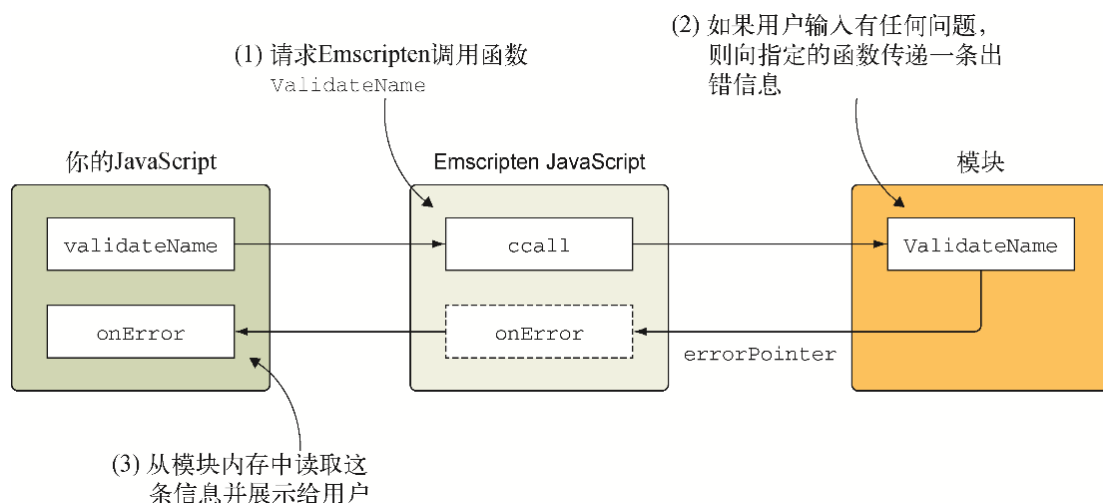 (1) 请求Emscripten调用函数
ValidateName
(2) 如果用户输入有任何问题，
则向指定的函数传递一条出
错信息
你的JavaScript
Emscripten JavaScript
模块
validateName
ccall
ValidateName
onError
onError
errorPointer
(3) 从模块内存中读取这
条信息并展示给用户